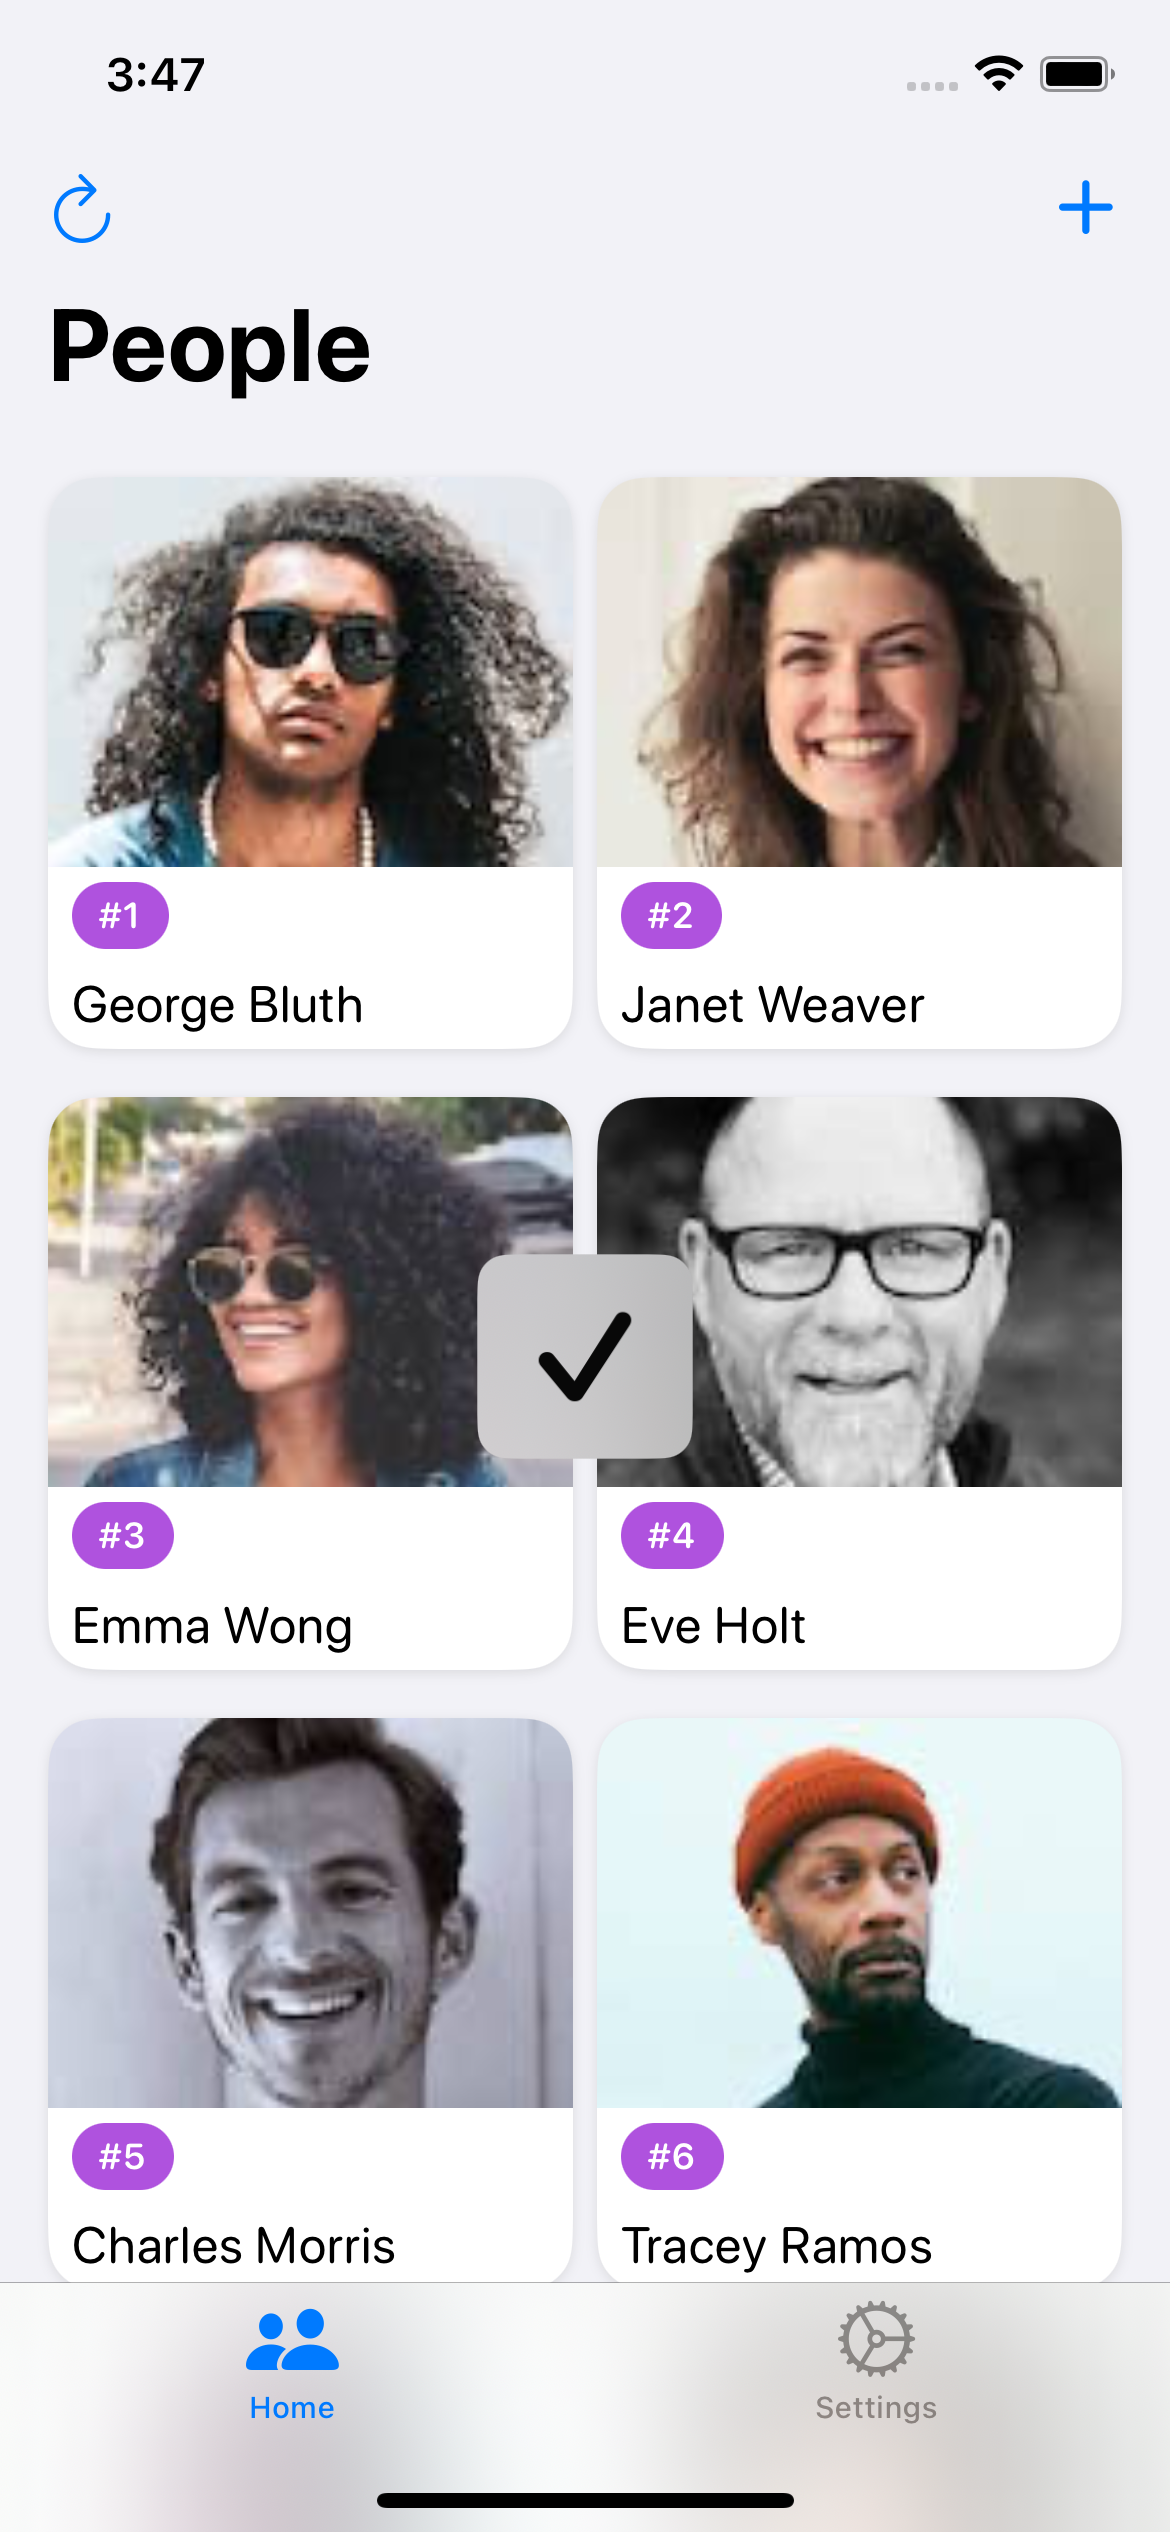 3:47
People
#1
George Bluth
#2
Janet Weaver
#3
Emma Wong
#4
Eve Holt
#5
Charles Morris
#6
Tracey Ramos
Home
Settings